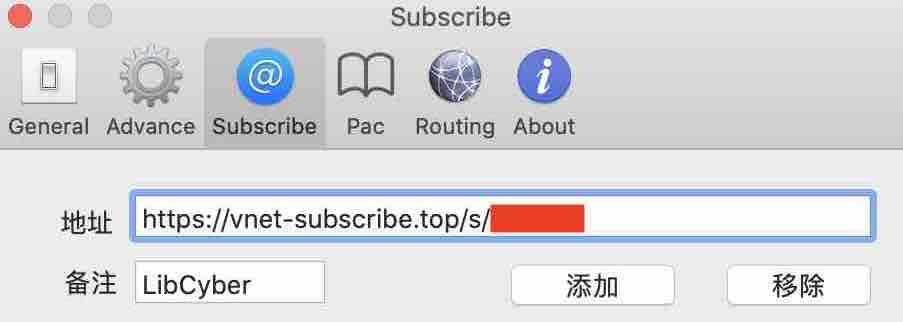 Subscribe
General Advance Subscribe Pac Routing About
地址 https://vnet-subscribe.top/s/
备注 LibCyber 添加 移除